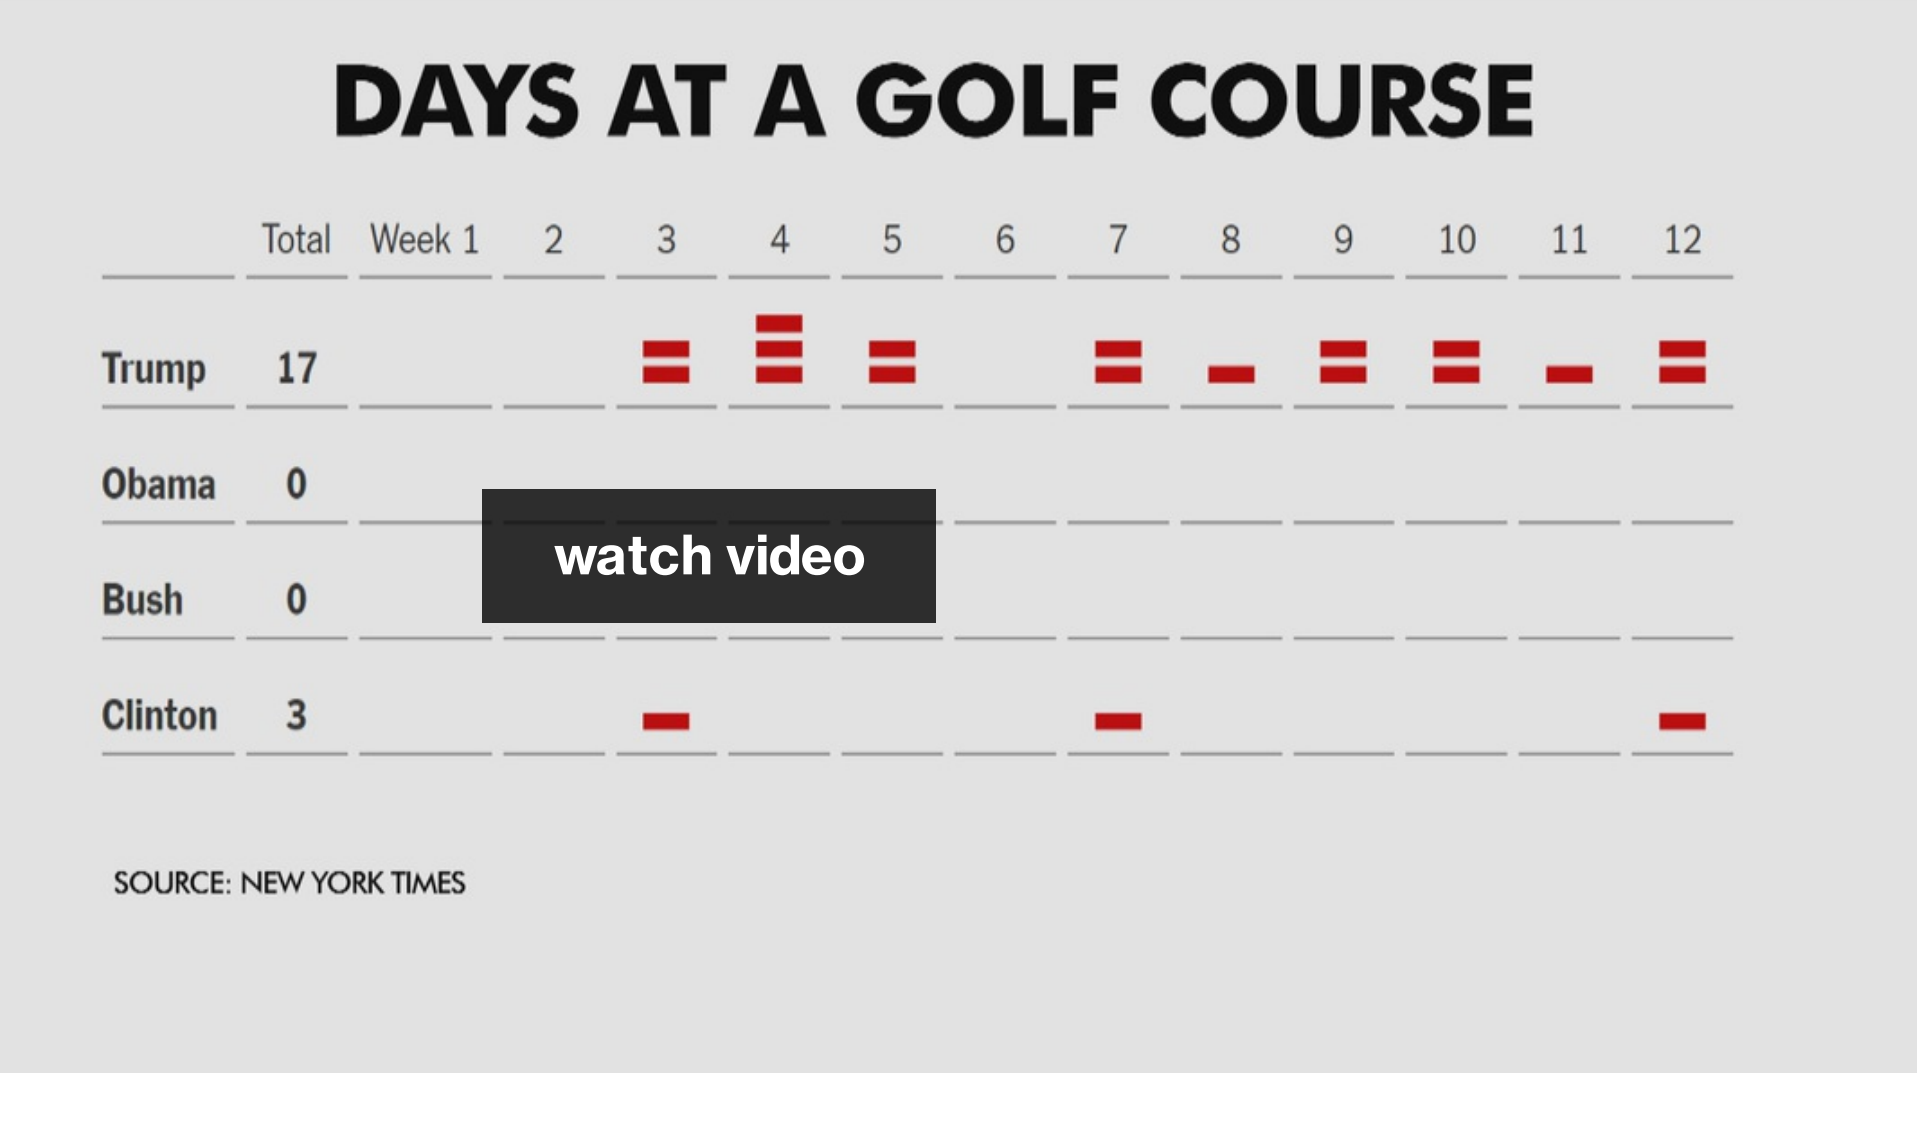 DAYS AT A GOLF COURSE
Total Week 1 2 3 4 5 6 7 8 9 10 11 12
Trump 17
Obama 0
watch video
Bush 0
Clinton 3
SOURCE: NEW YORK TIMES